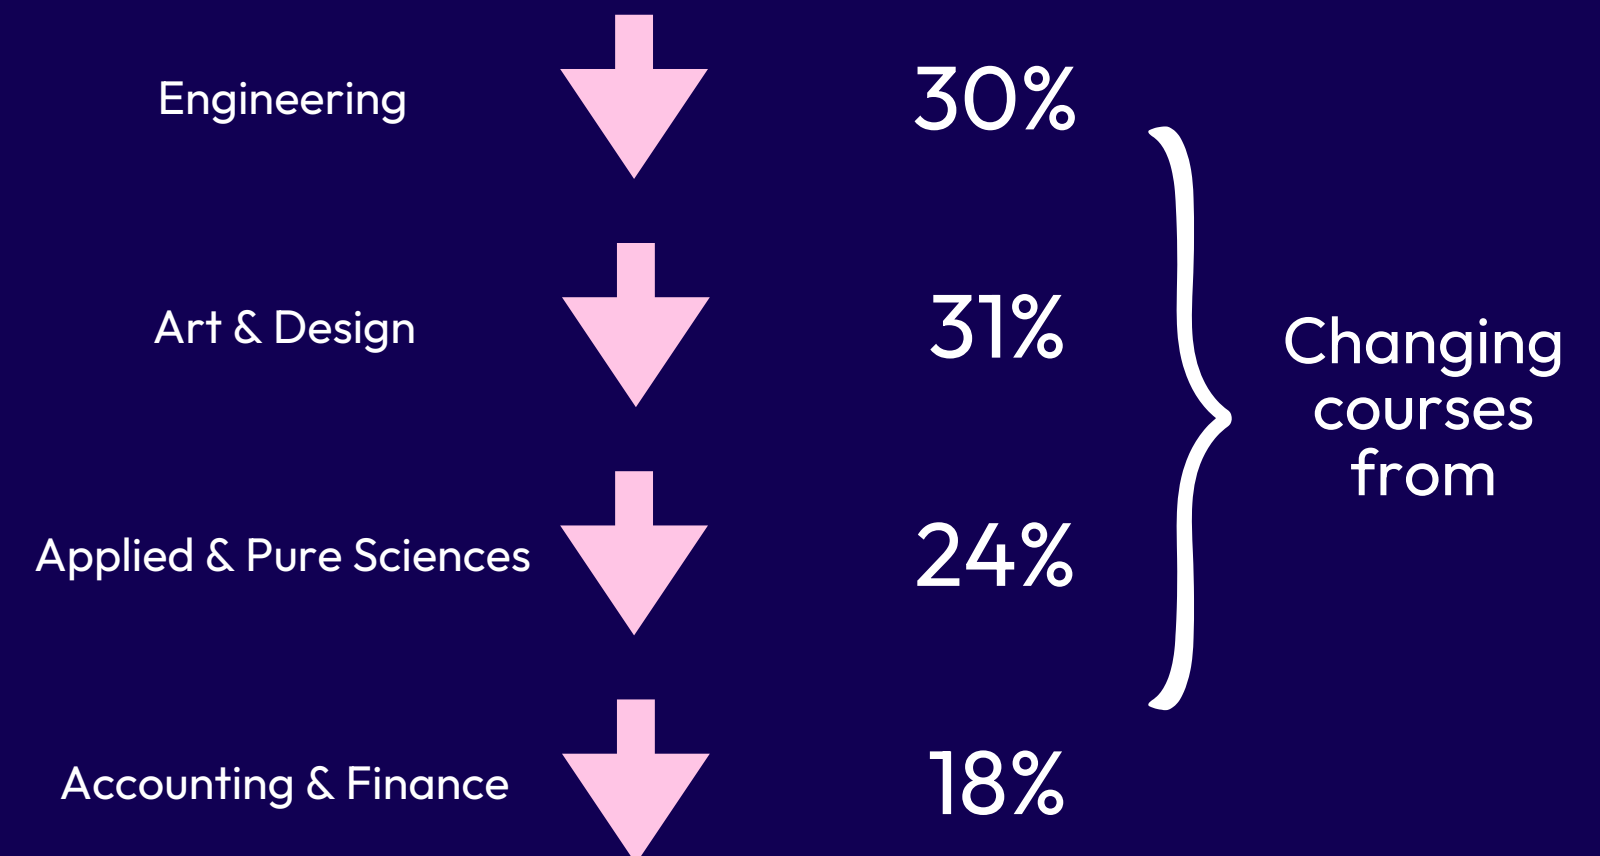 Engineering
30%
Art & Design
31%
Changing
courses
from
Applied & Pure Sciences
24%
Accounting & Finance
18%